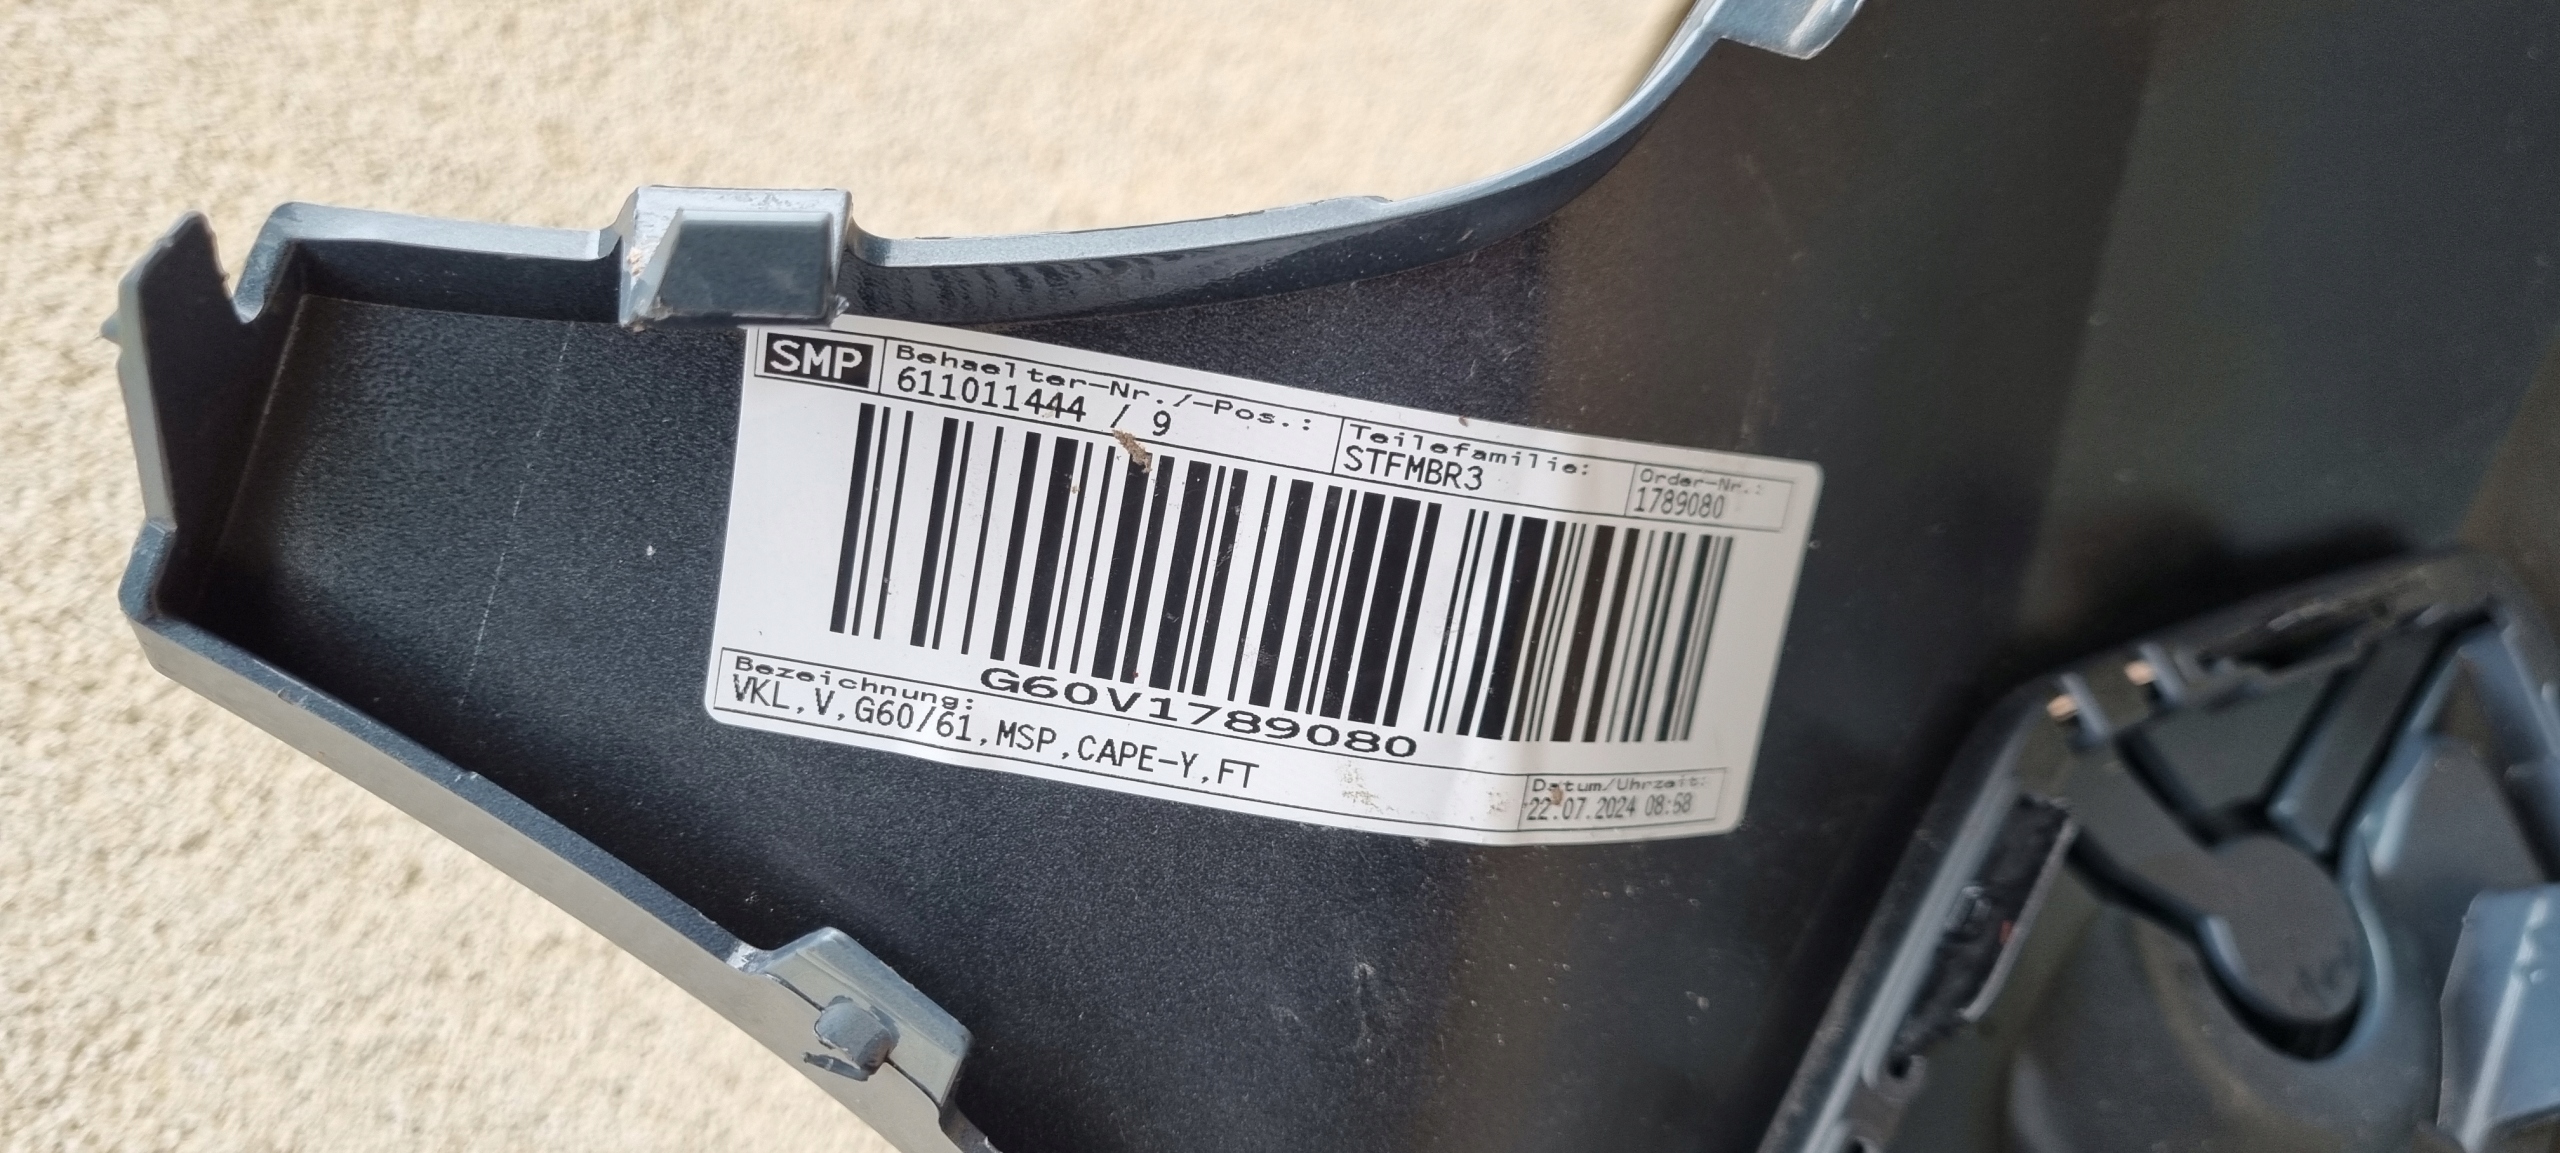 SMP
Behaelter-Nr./-Pos.:
611011444 / 9
Teilefamilie:
STFMBR3
Order-Nr.:
1789080
G60V1789080
Bezeichnung:
VKL,V,G60/61,MSP,CAPE-Y,FT
Datum/Uhrzeit:
22.07.2024 08:58